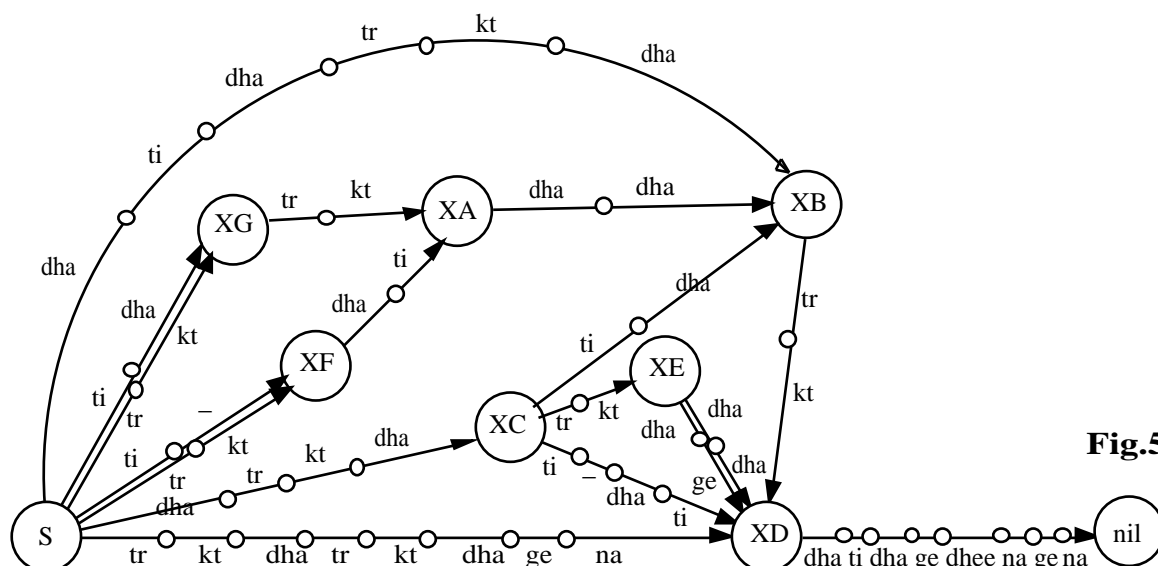 tr kt
dha dha
ti
tr kt dha dha
XG XA XB
dha ti dha
dha kt dha tr
XF ti XE
ti – tr kt dha kt
tr kt dha XC dha
ti kt ti – dha
tr tr dha ge Fig.5
dha ti
S XD nil
tr kt dha tr kt dha ge na dha ti dha ge dhee na ge na